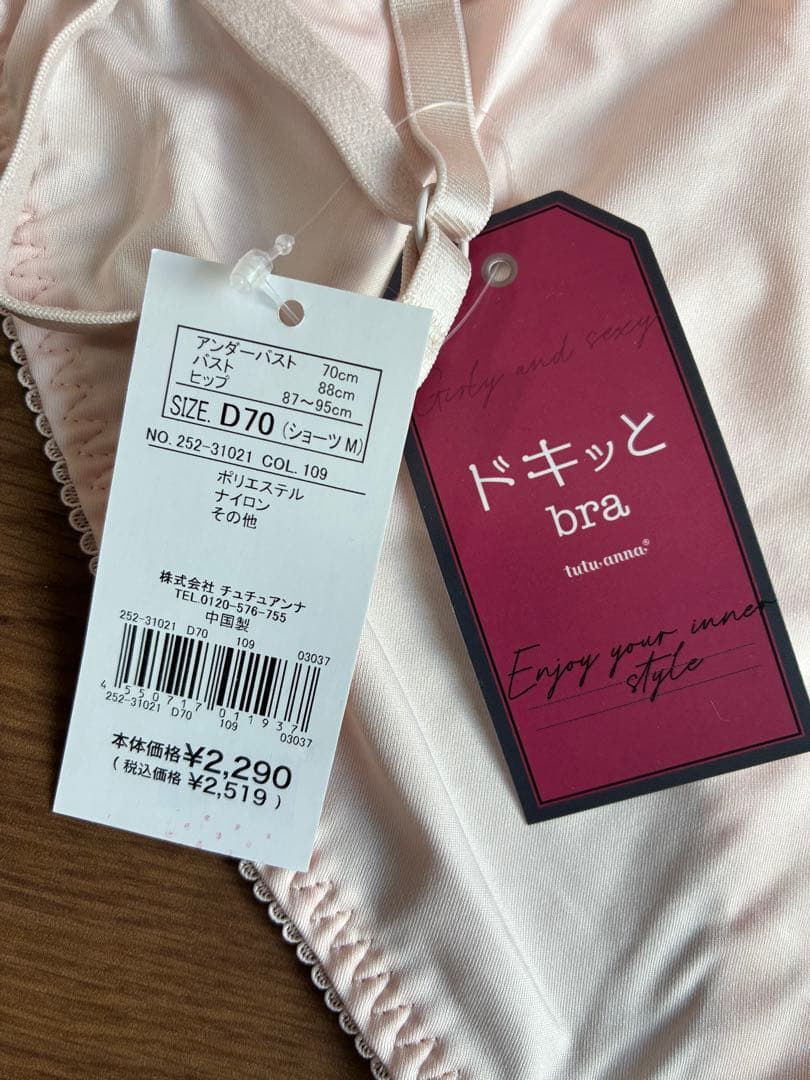 アンダーバスト 70cm
バスト 88cm
ヒップ 87～95cm
SIZE. D70 (ショーツ M)
NO. 252-31021 COL. 109
ポリエステル
ナイロン
その他
株式会社 チュチュアンナ
TEL.0120-576-755
中国製
252-31021 D70 109 03037
4 550717 011937
252-31021 D70 109 03037
本体価格 ¥2,290
( 税込価格 ¥2,519 )
Girly and sexy
ドキッと
bra
tutu.anna®
Enjoy your inner
style